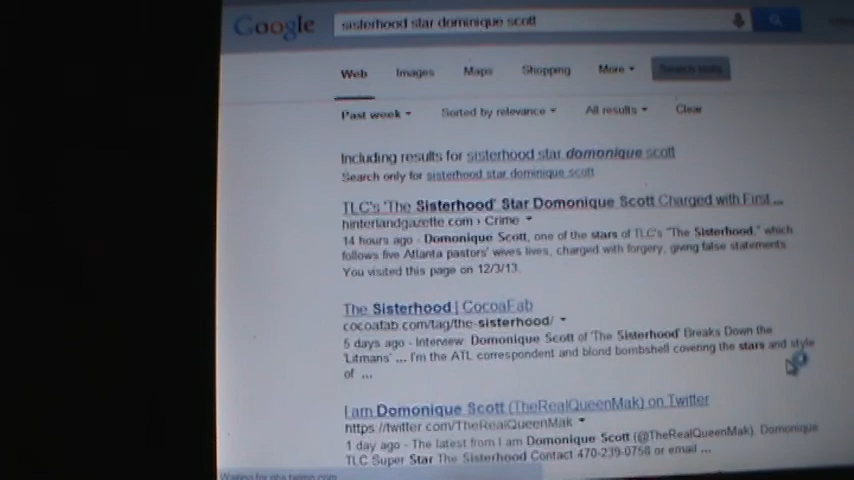 Google sisterhood star dominique scott
Web Images Maps Shopping More Search tools
Past week Sorted by relevance All results Clear
Including results for sisterhood star domonique scott
Search only for sisterhood star dominique scott
TLC's 'The Sisterhood' Star Domonique Scott Charged with First ...
hinterlandgazette.com › Crime
14 hours ago - Domonique Scott, one of the stars of TLC's "The Sisterhood," which
follows five Atlanta pastors' wives lives, charged with forgery, giving false statements
You visited this page on 12/3/13.
The Sisterhood | CocoaFab
cocoafab.com/tag/the-sisterhood/
5 days ago - Interview: Domonique Scott of 'The Sisterhood' Breaks Down the
'Litmans' ... I'm the ATL correspondent and blond bombshell covering the stars and style
of ...
I am Domonique Scott (TheRealQueenMak) on Twitter
https://twitter.com/TheRealQueenMak
1 day ago - The latest from I am Domonique Scott (@TheRealQueenMak). Domonique
TLC Super Star The Sisterhood Contact 470-239-0758 or email ...
Waiting for